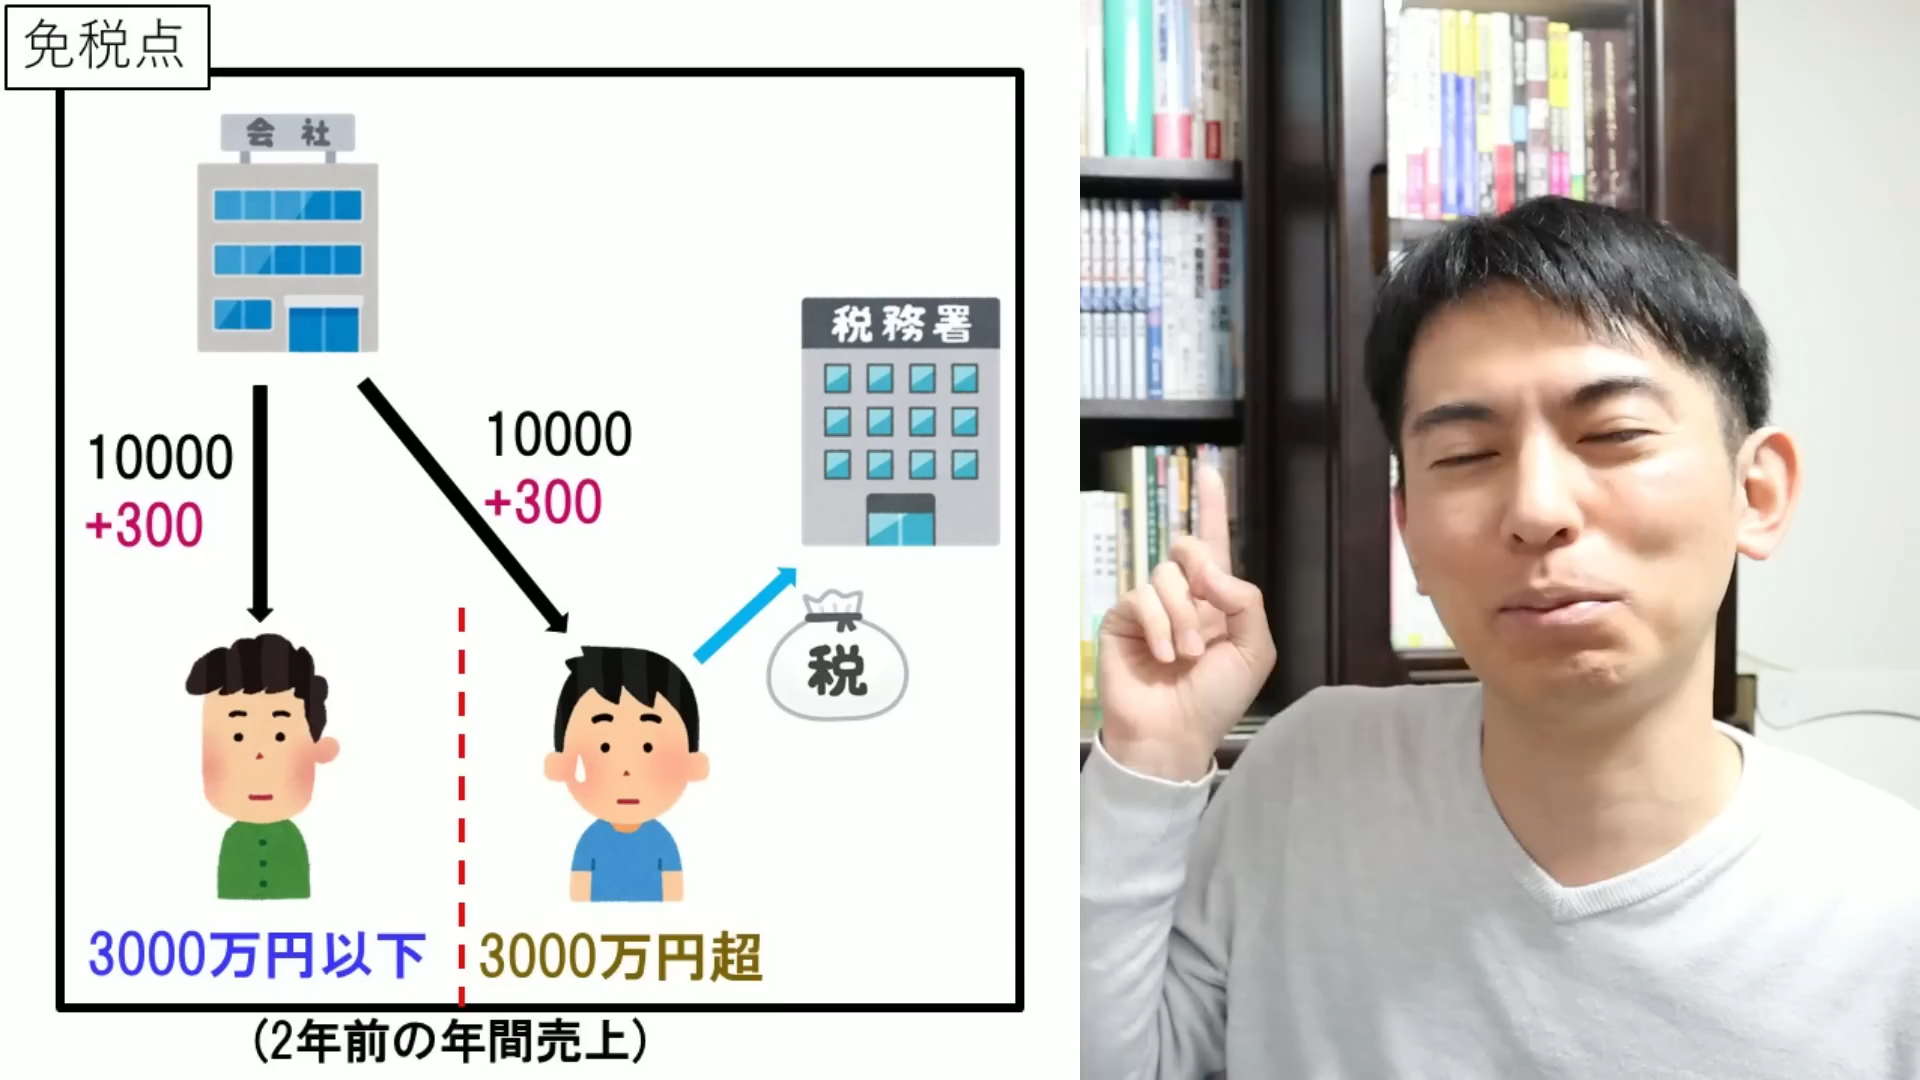 免税点
会社
税務署
10000
+300
10000
+300
税
3000万円以下
3000万円超
(2年前の年間売上)